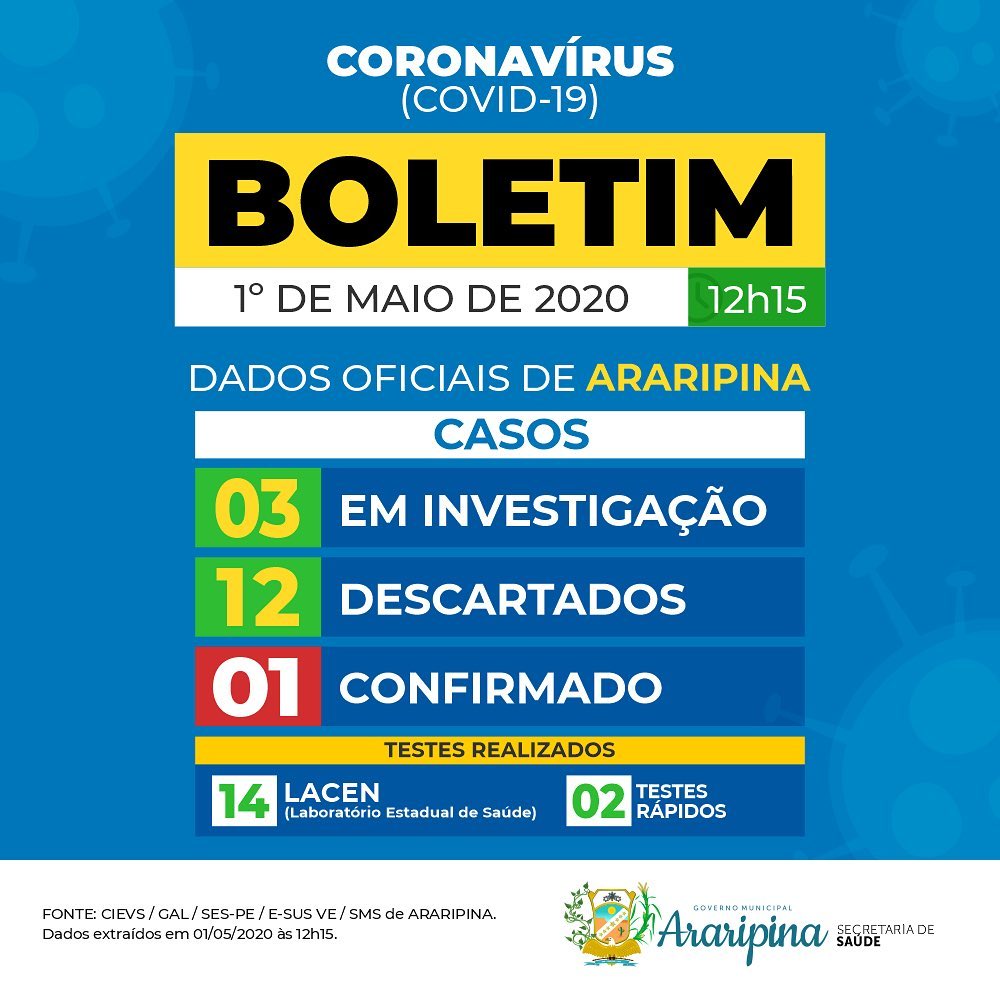 CORONAVÍRUS
(COVID-19)
BOLETIM
1º DE MAIO DE 2020 12h15
DADOS OFICIAIS DE ARARIPINA
CASOS
03 EM INVESTIGAÇÃO
12 DESCARTADOS
01 CONFIRMADO
TESTES REALIZADOS
14 LACEN
(Laboratório Estadual de Saúde)
02 TESTES
RÁPIDOS
FONTE: CIEVS / GAL / SES-PE / E-SUS VE / SMS de ARARIPINA.
Dados extraídos em 01/05/2020 às 12h15.
GOVERNO MUNICIPAL
Araripina
SECRETARIA DE
SAÚDE